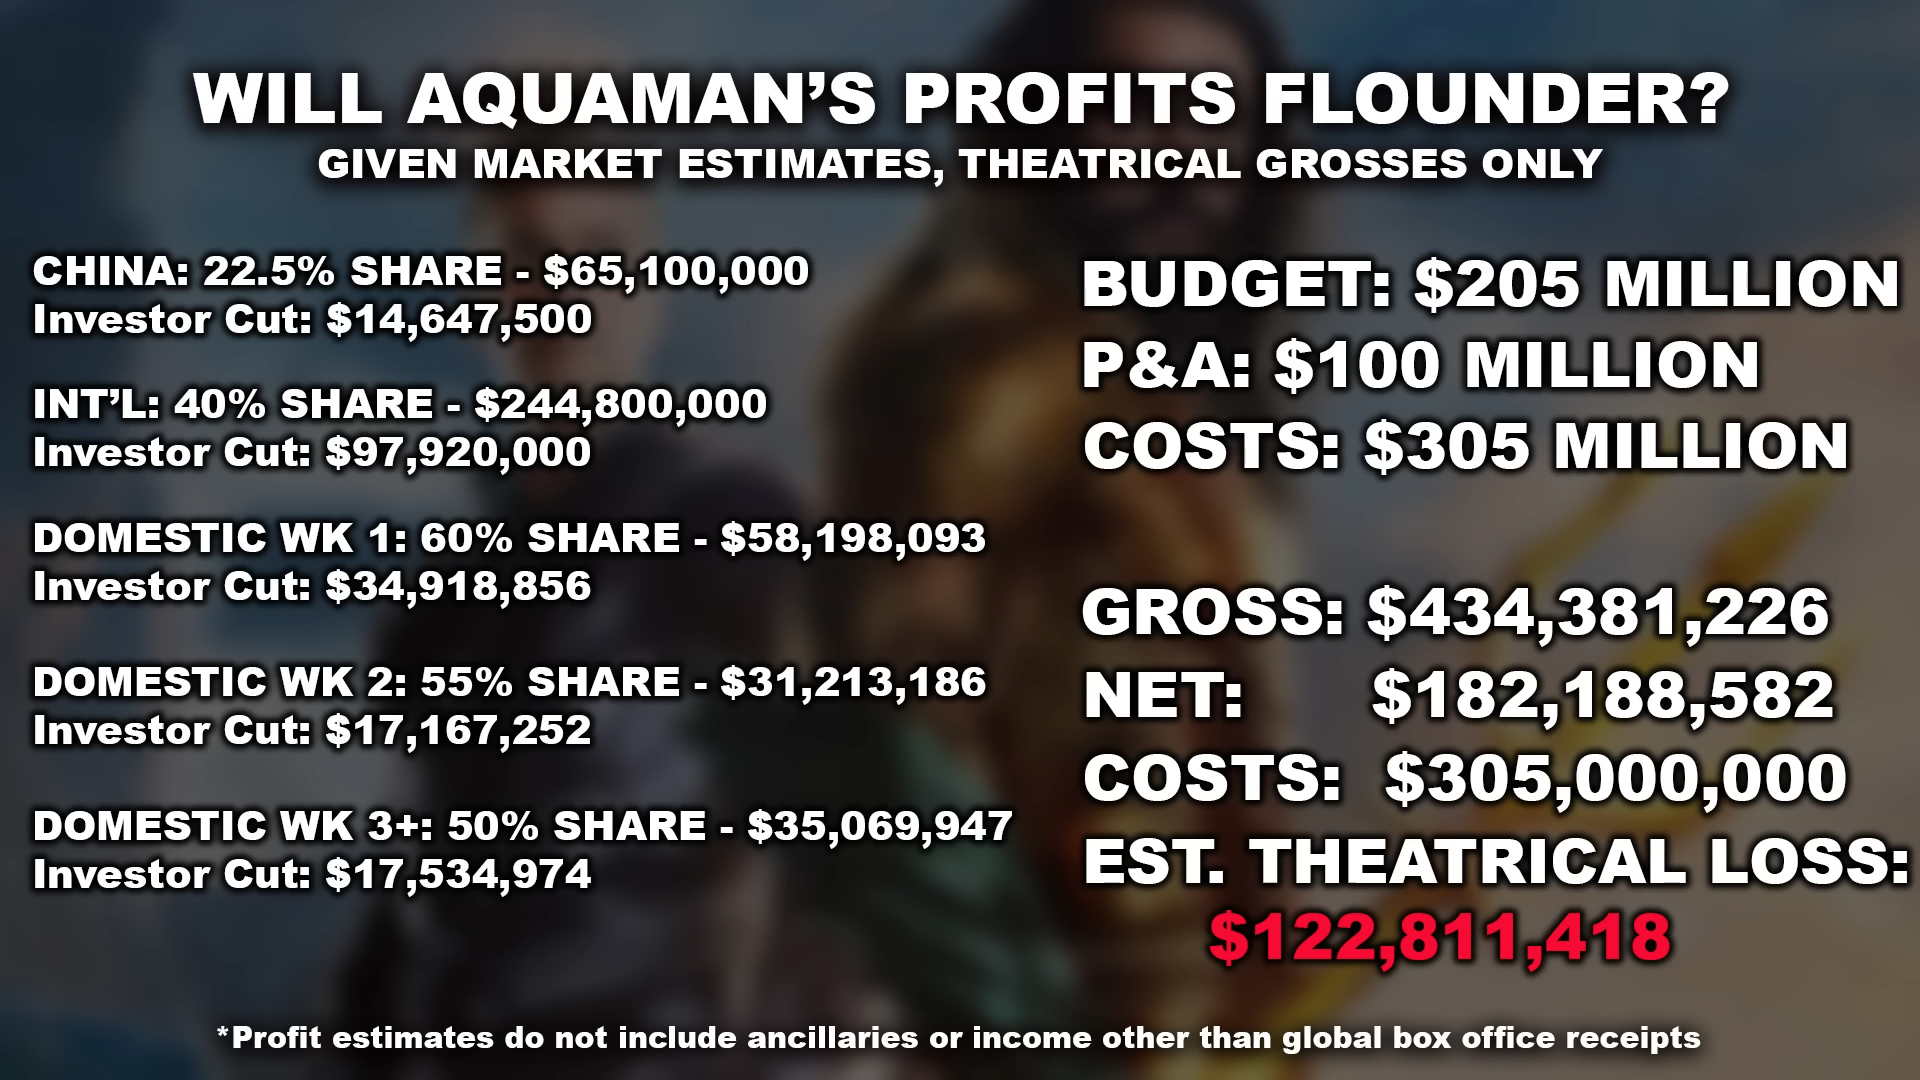 WILL AQUAMAN'S PROFITS FLOUNDER?
GIVEN MARKET ESTIMATES, THEATRICAL GROSSES ONLY
CHINA: 22.5% SHARE - $65,100,000
Investor Cut: $14,647,500
INT'L: 40% SHARE - $244,800,000
Investor Cut: $97,920,000
DOMESTIC WK 1: 60% SHARE - $58,198,093
Investor Cut: $34,918,856
DOMESTIC WK 2: 55% SHARE - $31,213,186
Investor Cut: $17,167,252
DOMESTIC WK 3+: 50% SHARE - $35,069,947
Investor Cut: $17,534,974
BUDGET: $205 MILLION
P&A: $100 MILLION
COSTS: $305 MILLION
GROSS: $434,381,226
NET: $182,188,582
COSTS: $305,000,000
EST. THEATRICAL LOSS:
$122,811,418
*Profit estimates do not include ancillaries or income other than global box office receipts